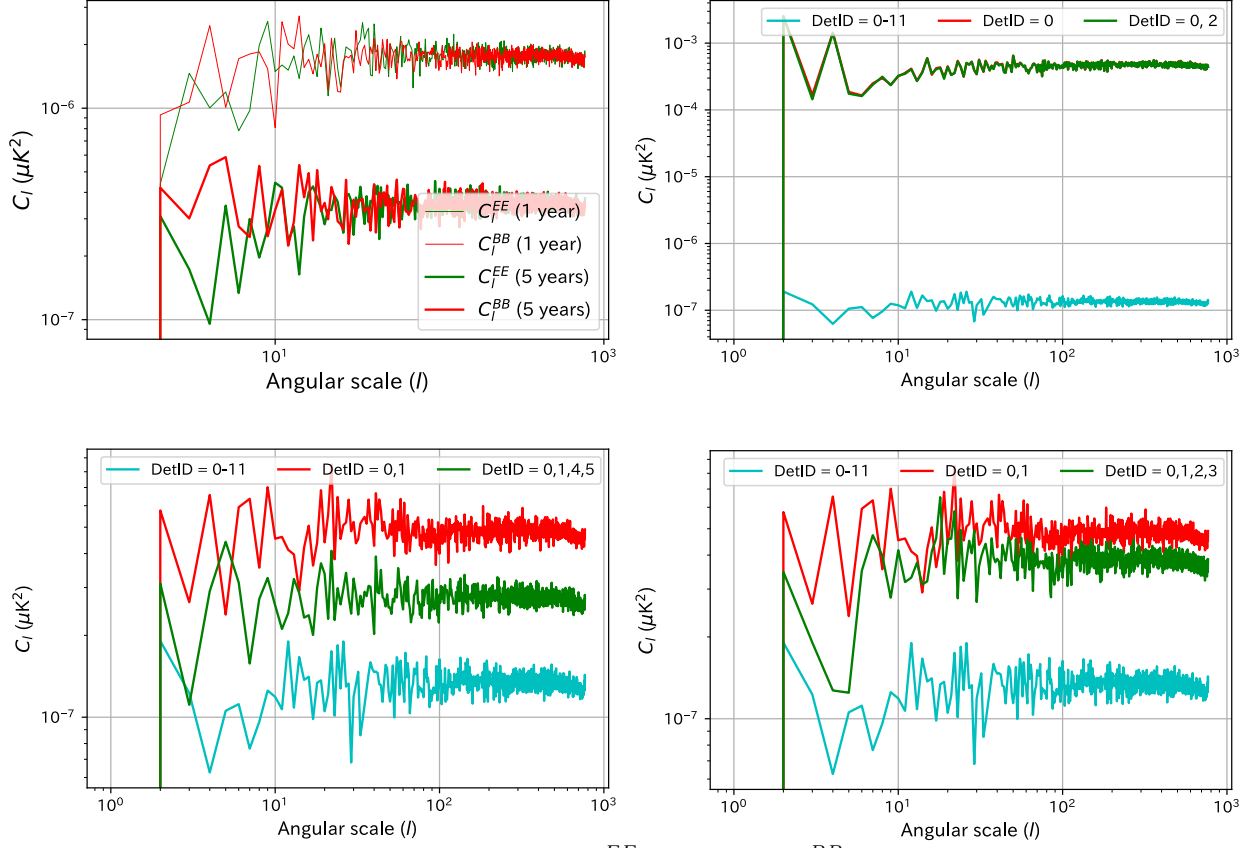 DetID = 0-11 DetID = 0 DetID = 0, 2
10⁻⁶
10⁻⁷
C_l (μK²)
C_l^{EE} (1 year)
C_l^{BB} (1 year)
C_l^{EE} (5 years)
C_l^{BB} (5 years)
10¹ 10³
Angular scale (l)
10⁻³
10⁻⁴
10⁻⁵
10⁻⁶
10⁻⁷
C_l (μK²)
10⁰ 10¹ 10² 10³
Angular scale (l)
DetID = 0-11 DetID = 0,1 DetID = 0,1,4,5
C_l (μK²)
10⁻⁷
10⁰ 10¹ 10² 10³
Angular scale (l)
DetID = 0-11 DetID = 0,1 DetID = 0,1,2,3
C_l (μK²)
10⁻⁷
10⁰ 10¹ 10² 10³
Angular scale (l)
EE BB